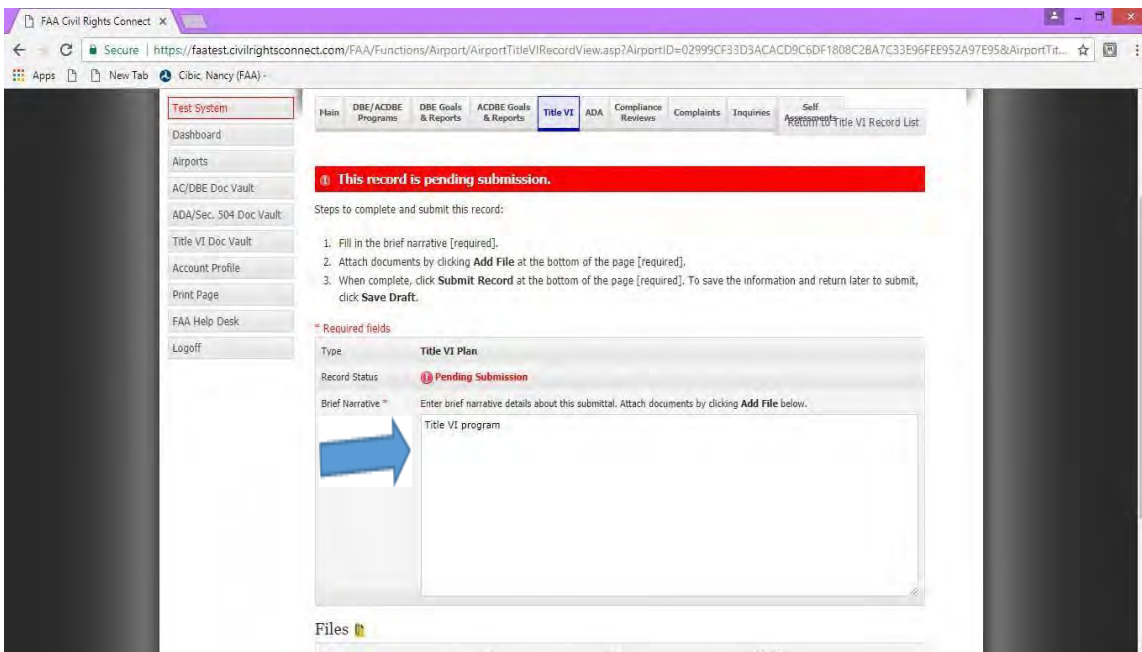 FAA Civil Rights Connect
Secure | https://faatest.civilrightsconnect.com/FAA/Functions/Airport/AirportTitleVIRecordView.asp?AirportID=02999CF33D3ACACD9C6DF1808C2BA7C33E96FEE952A97E95&AirportTit...
Apps New Tab Cibic, Nancy (FAA) -
Test System
Dashboard
Airports
AC/DBE Doc Vault
ADA/Sec. 504 Doc Vault
Title VI Doc Vault
Account Profile
Print Page
FAA Help Desk
Logoff
Main DBE/ACDBE Programs DBE Goals & Reports ACDBE Goals & Reports Title VI ADA Compliance Reviews Complaints Inquiries Self Assessments
Return to Title VI Record List
This record is pending submission.
Steps to complete and submit this record:
1. Fill in the brief narrative [required].
2. Attach documents by clicking Add File at the bottom of the page [required].
3. When complete, click Submit Record at the bottom of the page [required]. To save the information and return later to submit,
click Save Draft.
* Required fields
Type Title VI Plan
Record Status Pending Submission
Brief Narrative * Enter brief narrative details about this submittal. Attach documents by clicking Add File below.
Title VI program
Files